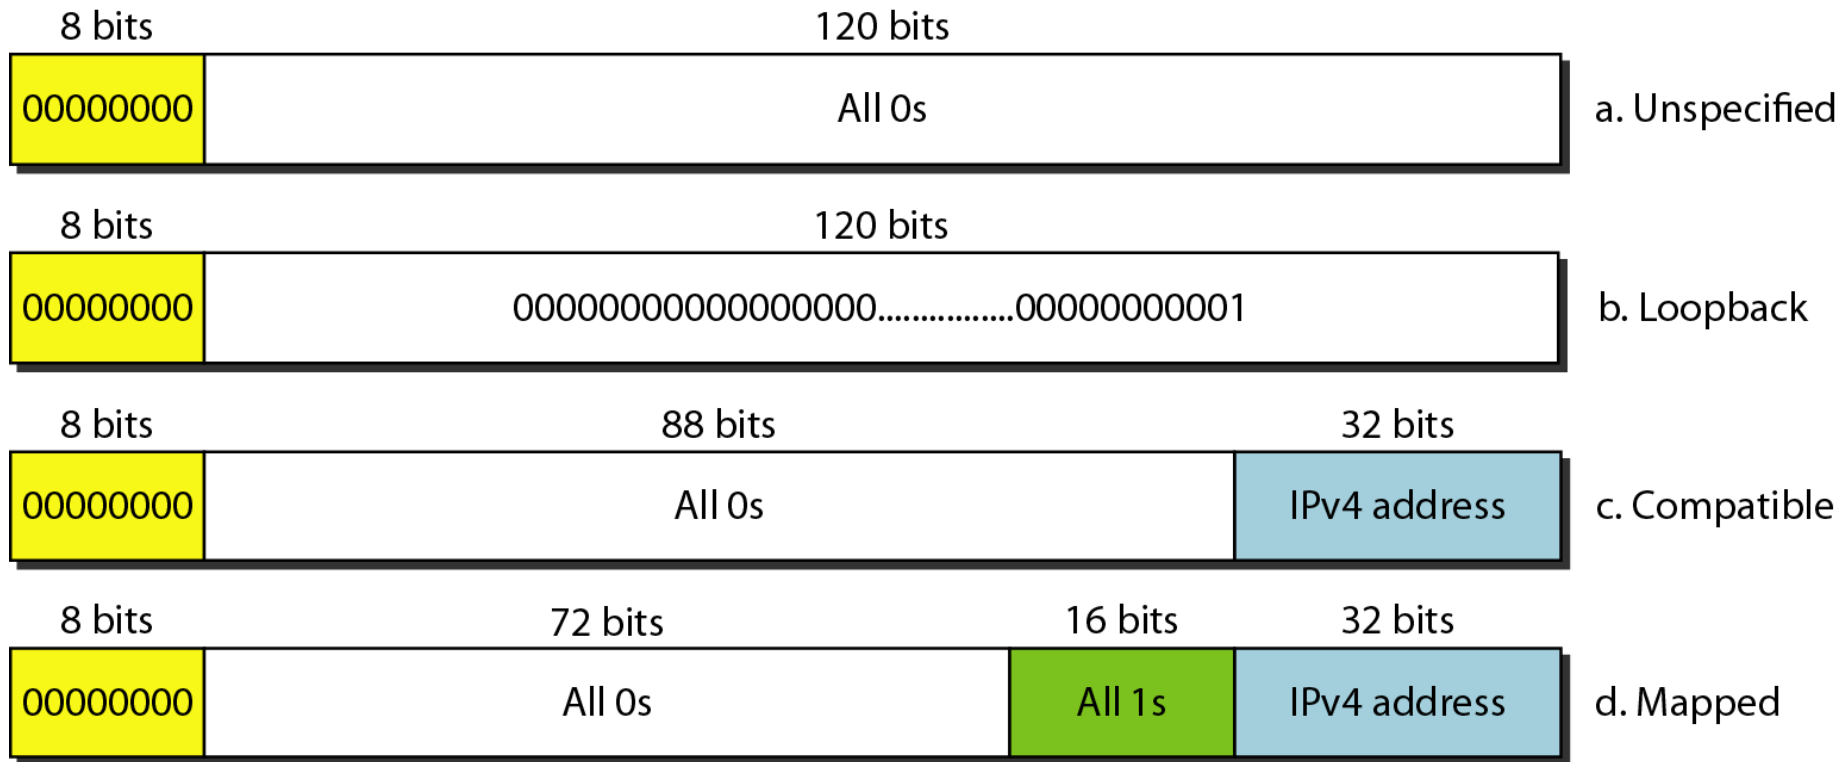 8 bits 120 bits
00000000 All 0s a. Unspecified
8 bits 120 bits
00000000 00000000000000000................00000000001 b. Loopback
8 bits 88 bits 32 bits
00000000 All 0s IPv4 address c. Compatible
8 bits 72 bits 16 bits 32 bits
00000000 All 0s All 1s IPv4 address d. Mapped